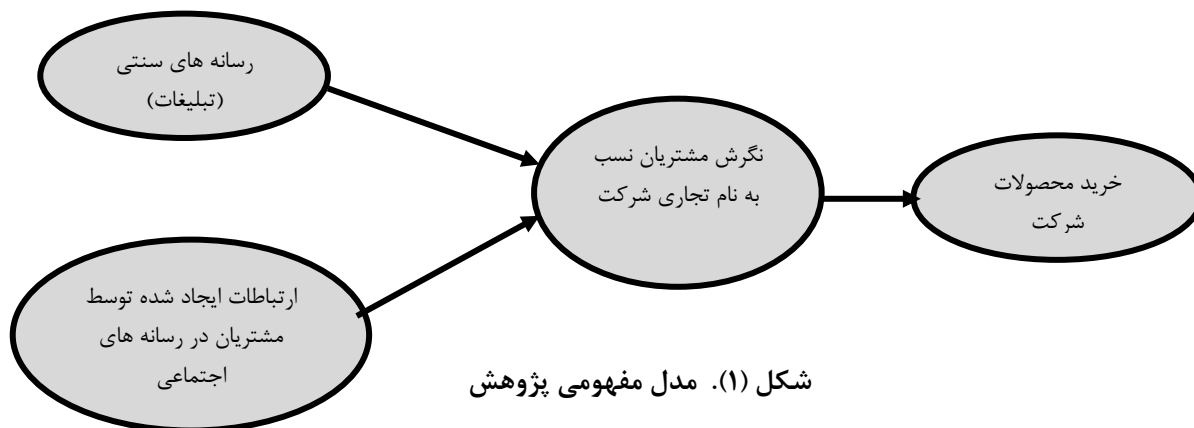 رسانه های سنتی
(تبلیغات)
نگرش مشتریان نسب
به نام تجاری شرکت
خرید محصولات
شرکت
ارتباطات ایجاد شده توسط
مشتریان در رسانه های
اجتماعی
شکل (۱). مدل مفهومی پژوهش